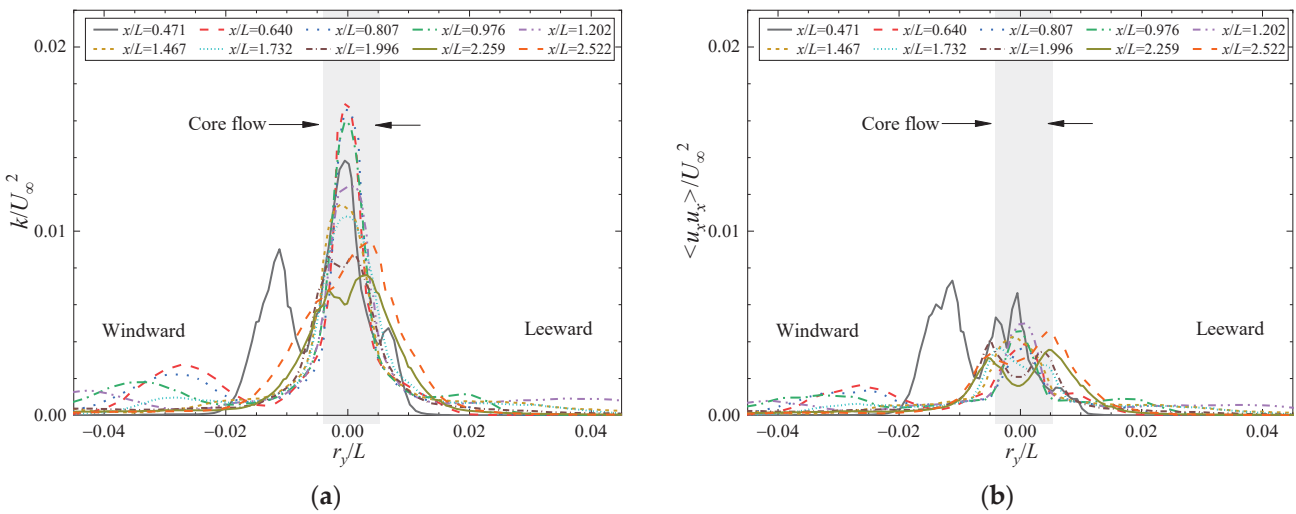 x/L=0.471 x/L=0.640 x/L=0.807 x/L=0.976 x/L=1.202
x/L=1.467 x/L=1.732 x/L=1.996 x/L=2.259 x/L=2.522
0.02
0.01
0.00
k/U∞²
Core flow
Windward
Leeward
−0.04 −0.02 0.00 0.02 0.04
r_y/L
(a)
x/L=0.471 x/L=0.640 x/L=0.807 x/L=0.976 x/L=1.202
x/L=1.467 x/L=1.732 x/L=1.996 x/L=2.259 x/L=2.522
0.02
0.01
0.00
<u_x u_x>/U∞²
Core flow
Windward
Leeward
−0.04 −0.02 0.00 0.02 0.04
r_y/L
(b)